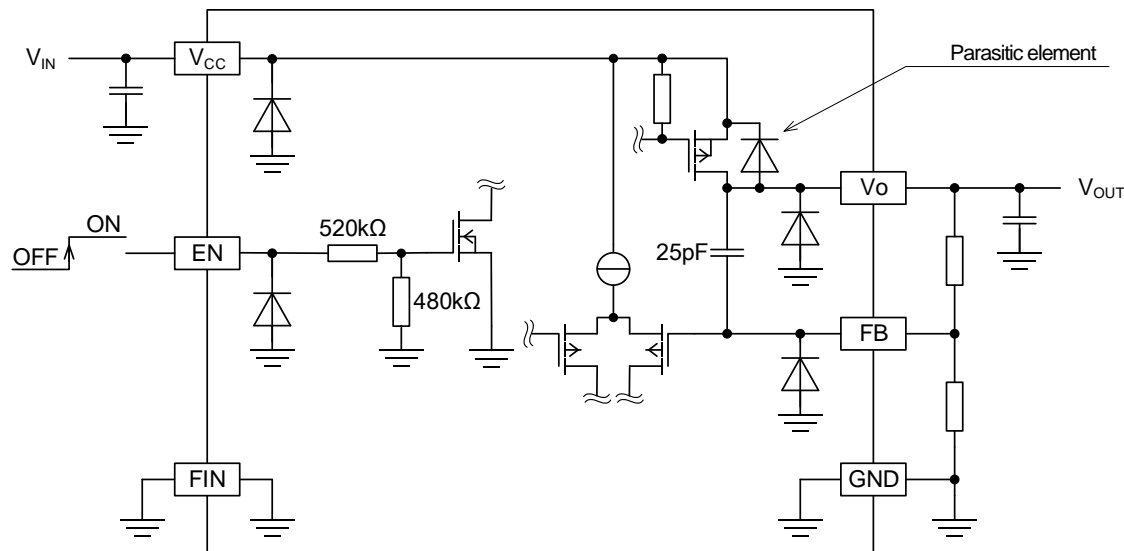 Parasitic element
VIN
VCC
Vo
VOUT
ON
OFF
EN
520kΩ
480kΩ
25pF
FB
FIN
GND